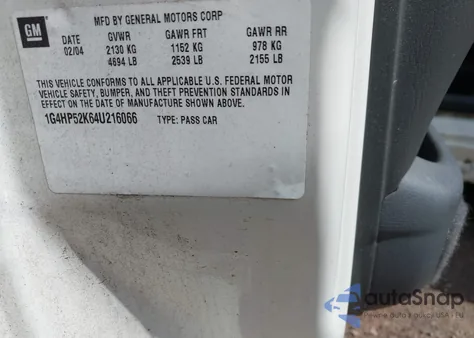 GM
MFD BY GENERAL MOTORS CORP
DATE GVWR GAWR FRT GAWR RR
02/04 2130 KG 1152 KG 978 KG
4694 LB 2539 LB 2155 LB
THIS VEHICLE CONFORMS TO ALL APPLICABLE U.S. FEDERAL MOTOR
VEHICLE SAFETY, BUMPER, AND THEFT PREVENTION STANDARDS IN
EFFECT ON THE DATE OF MANUFACTURE SHOWN ABOVE.
1G4HP52K64U216066 TYPE: PASS CAR
autoSnap